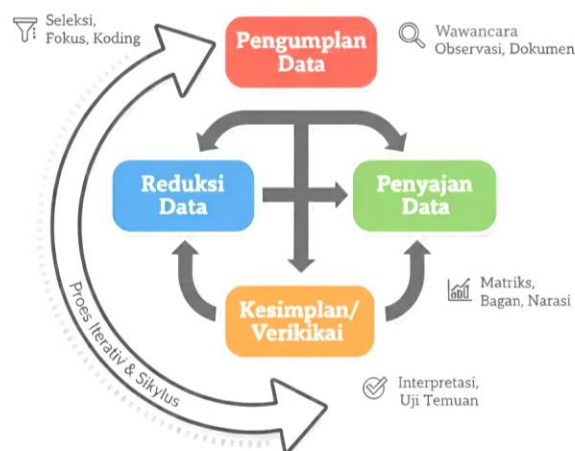 Seleksi,
Fokus, Koding
Pengumplan
Data
Wawancara
Observasi, Dokumen
Reduksi
Data
Penyajan
Data
Matriks,
Bagan, Narasi
Kesimplan/
Verikikai
Interpretasi,
Uji Temuan
Proes Iterativ & Sikylus